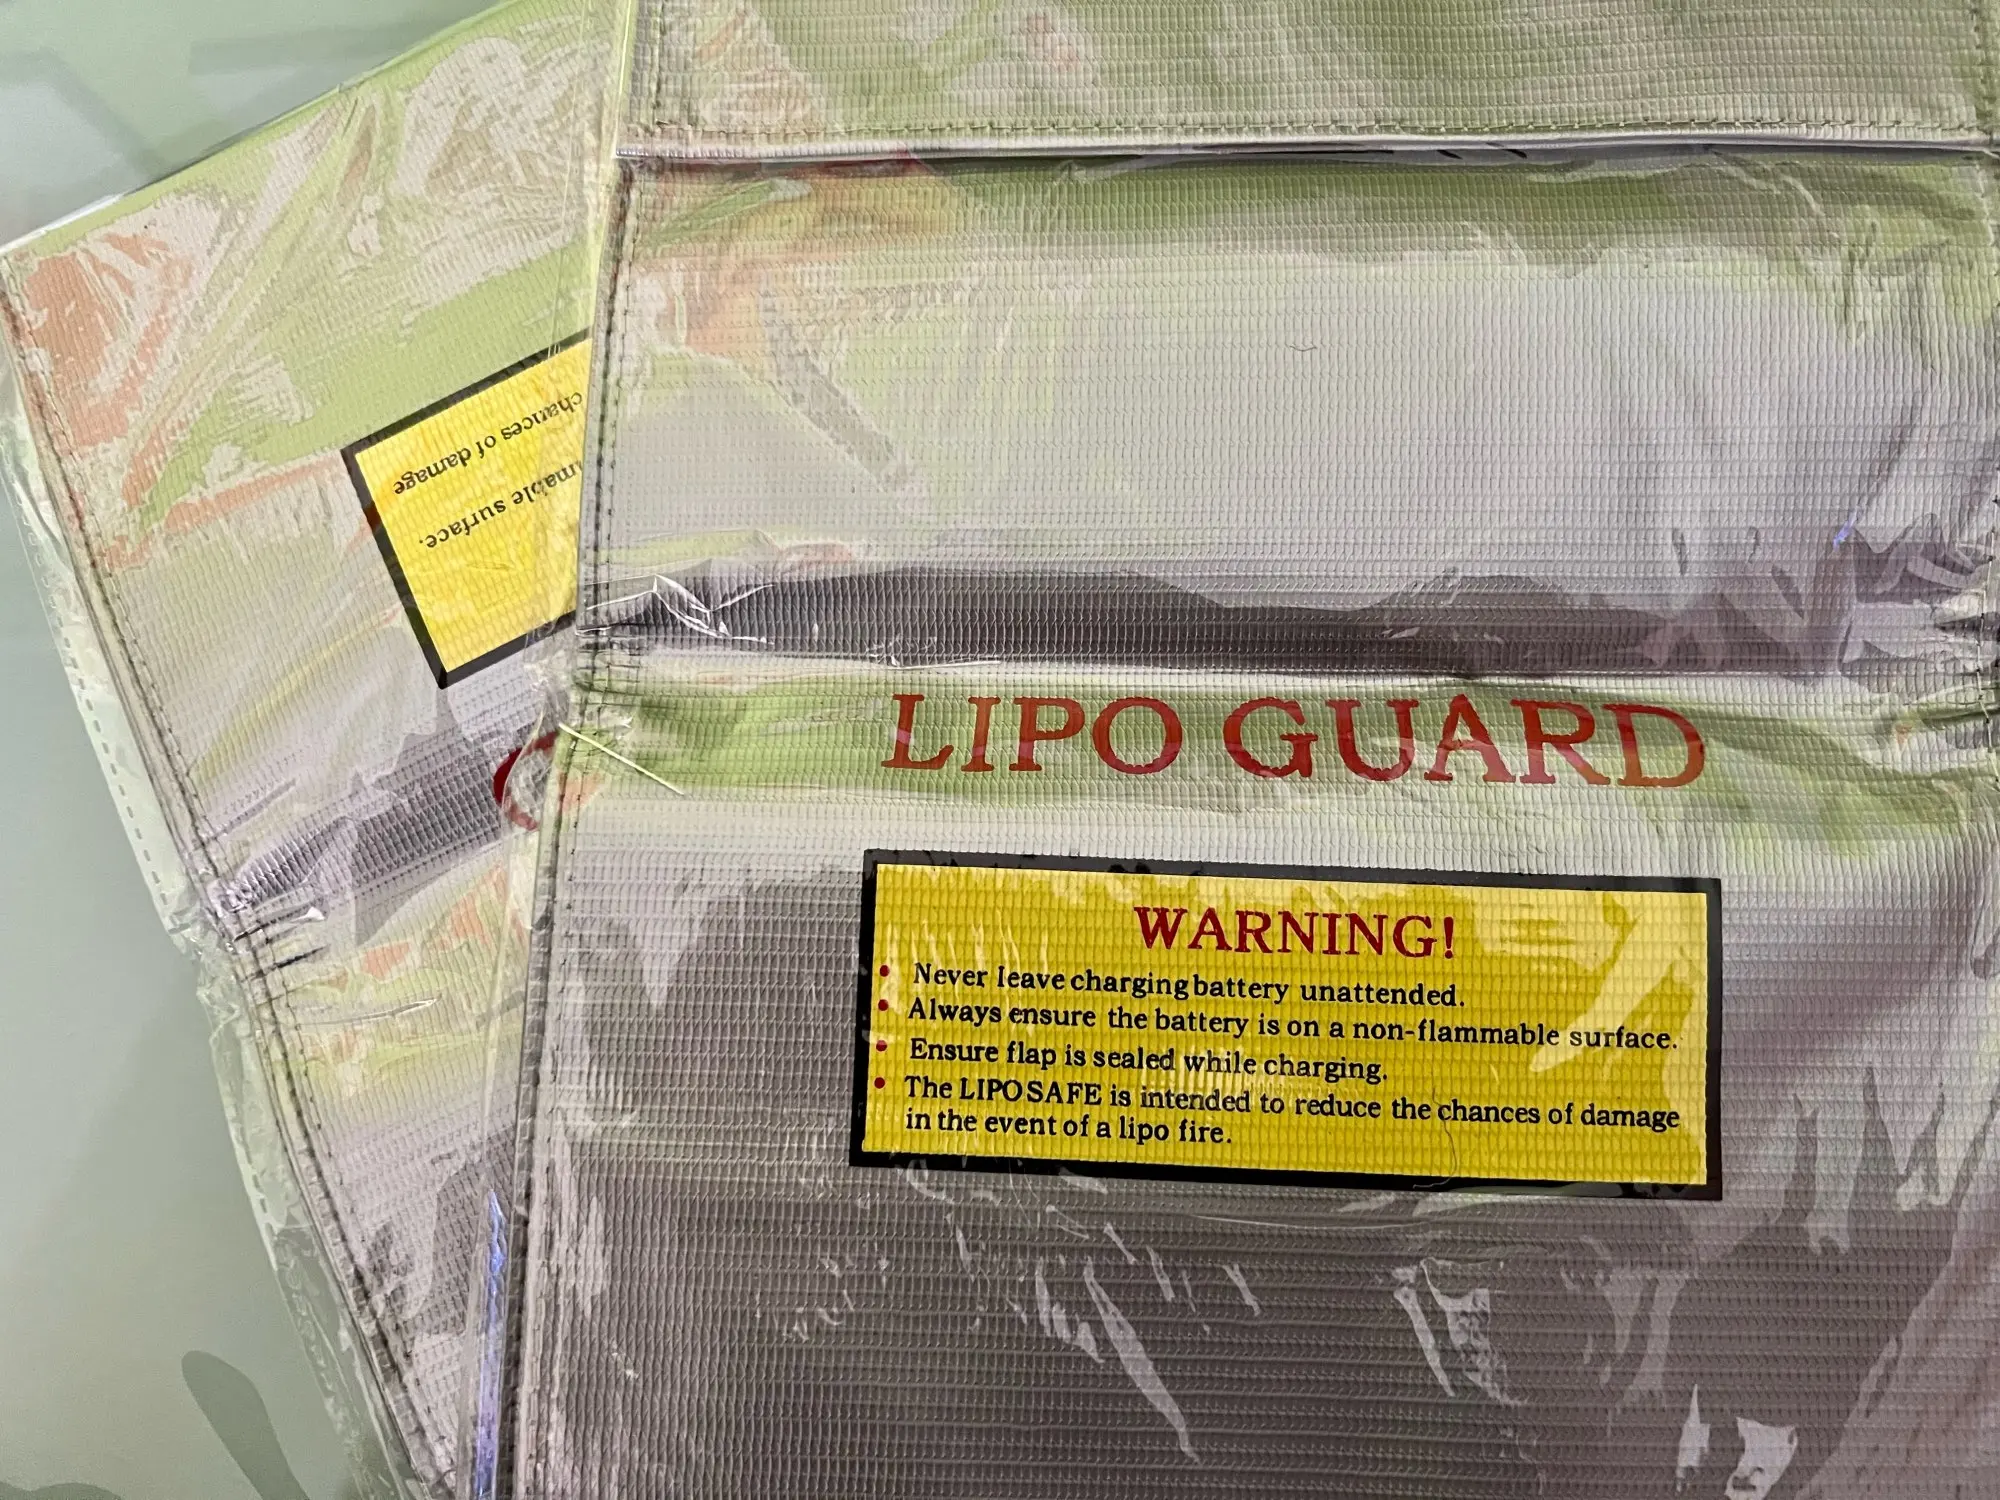 LIPO GUARD
WARNING!
• Never leave charging battery unattended.
• Always ensure the battery is on a non-flammable surface.
• Ensure flap is sealed while charging.
• The LIPO SAFE is intended to reduce the chances of damage
in the event of a lipo fire.
chances of damage
surface.